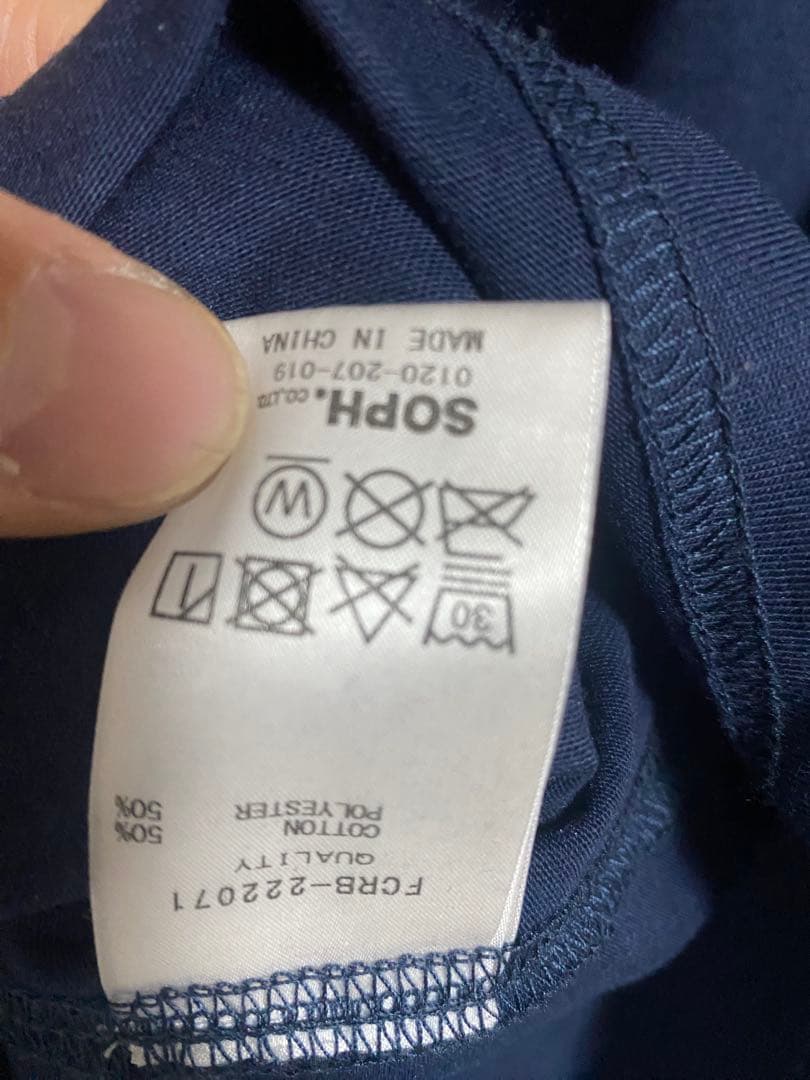 FCRB-222071
QUALITY
COTTON 50%
POLYESTER 50%
30
W
SOPH.CO.,LTD.
0120-207-019
MADE IN CHINA